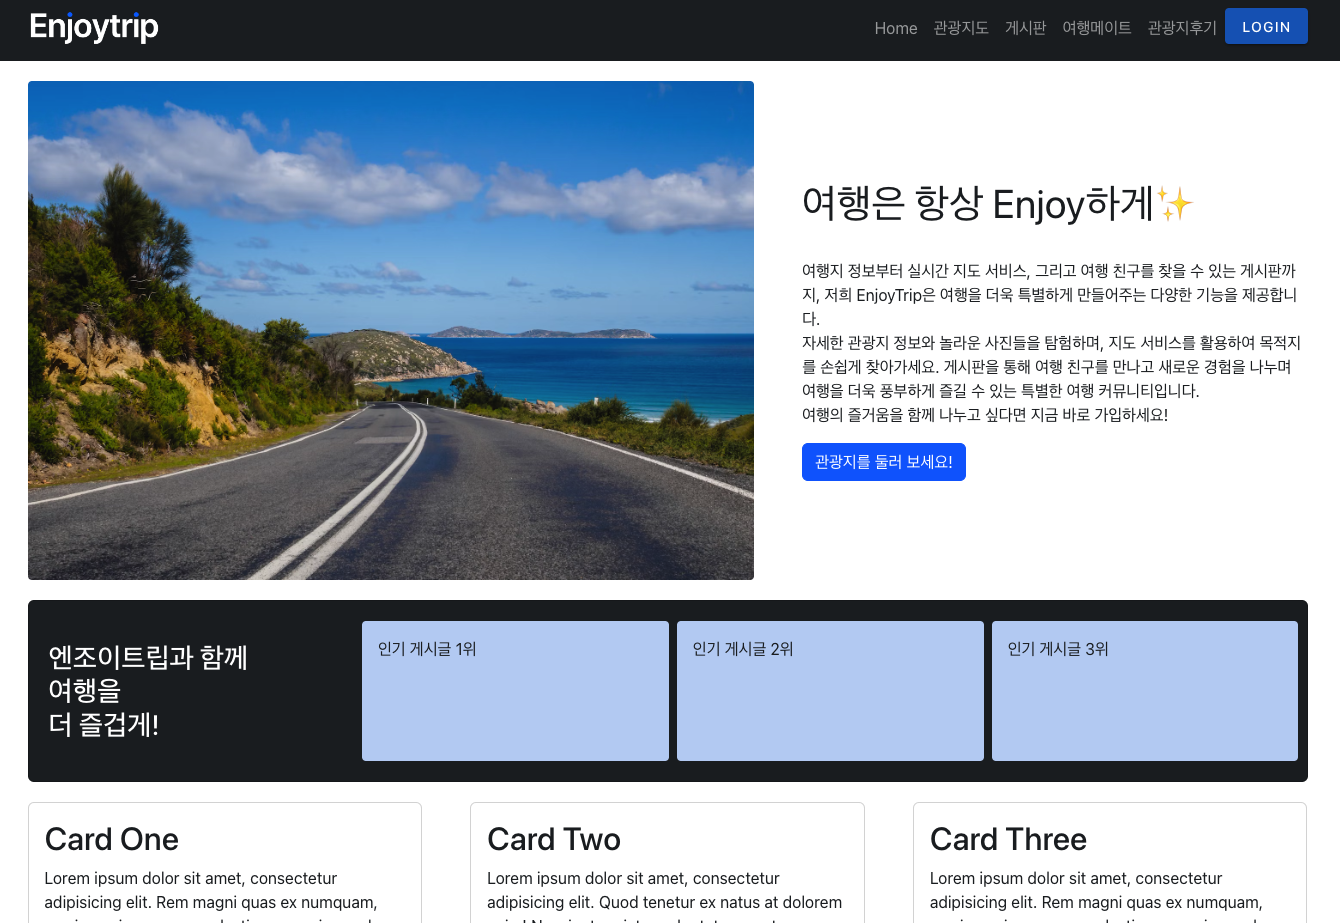 Enjoytrip
Home 관광지도 게시판 여행메이트 관광지후기 LOGIN
여행은 항상 Enjoy하게✨
여행지 정보부터 실시간 지도 서비스, 그리고 여행 친구를 찾을 수 있는 게시판까
지, 저희 EnjoyTrip은 여행을 더욱 특별하게 만들어주는 다양한 기능을 제공합니
다.
자세한 관광지 정보와 놀라운 사진들을 탐험하며, 지도 서비스를 활용하여 목적지
를 손쉽게 찾아가세요. 게시판을 통해 여행 친구를 만나고 새로운 경험을 나누며
여행을 더욱 풍부하게 즐길 수 있는 특별한 여행 커뮤니티입니다.
여행의 즐거움을 함께 나누고 싶다면 지금 바로 가입하세요!
관광지를 둘러 보세요!
엔조이트립과 함께
여행을
더 즐겁게!
인기 게시글 1위
인기 게시글 2위
인기 게시글 3위
Card One
Lorem ipsum dolor sit amet, consectetur
adipisicing elit. Rem magni quas ex numquam,
Card Two
Lorem ipsum dolor sit amet, consectetur
adipisicing elit. Quod tenetur ex natus at dolorem
Card Three
Lorem ipsum dolor sit amet, consectetur
adipisicing elit. Rem magni quas ex numquam,